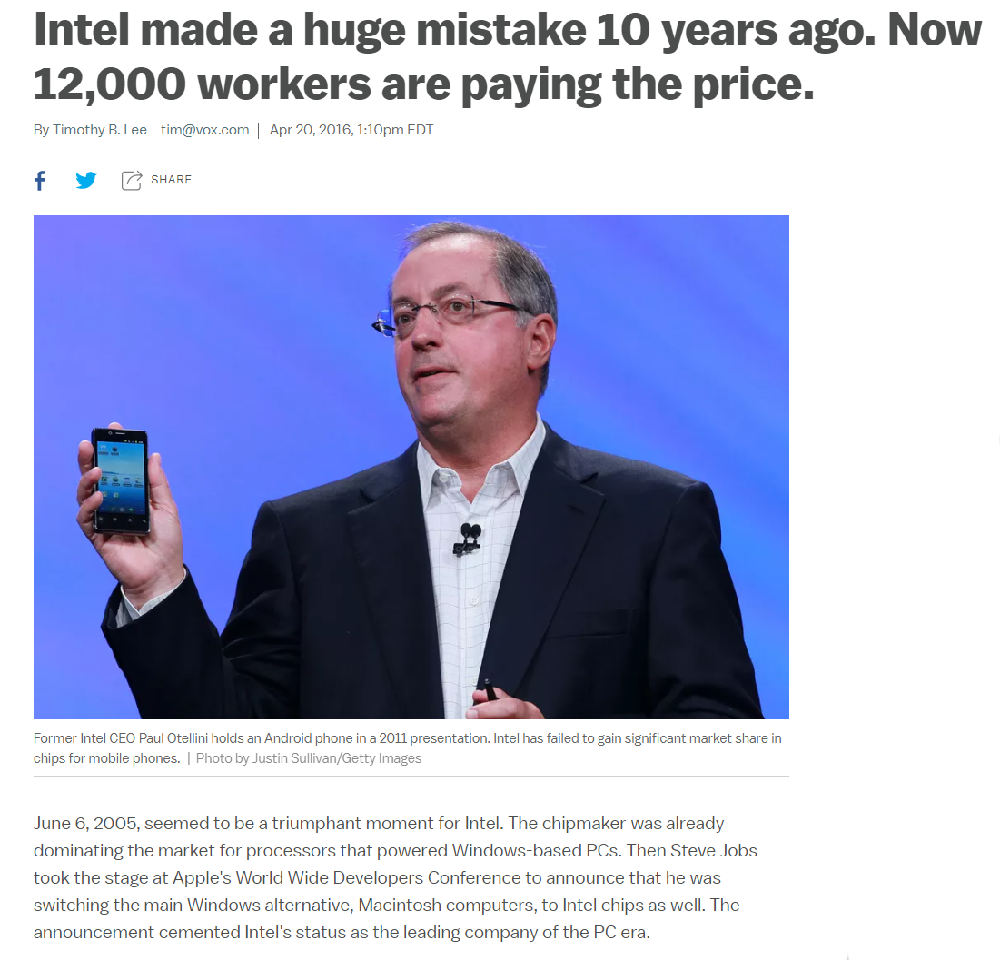 Intel made a huge mistake 10 years ago. Now
12,000 workers are paying the price.
By Timothy B. Lee | tim@vox.com | Apr 20, 2016, 1:10pm EDT
SHARE
Former Intel CEO Paul Otellini holds an Android phone in a 2011 presentation. Intel has failed to gain significant market share in
chips for mobile phones. | Photo by Justin Sullivan/Getty Images
June 6, 2005, seemed to be a triumphant moment for Intel. The chipmaker was already
dominating the market for processors that powered Windows-based PCs. Then Steve Jobs
took the stage at Apple's World Wide Developers Conference to announce that he was
switching the main Windows alternative, Macintosh computers, to Intel chips as well. The
announcement cemented Intel's status as the leading company of the PC era.